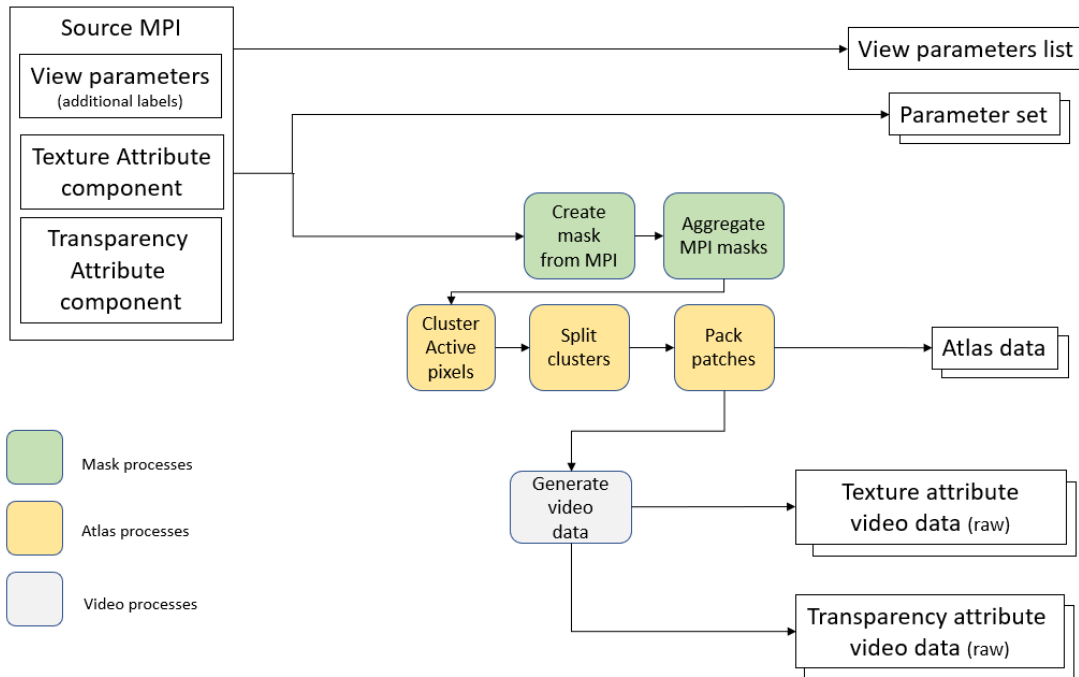 Source MPI
View parameters
(additional labels)
Texture Attribute
component
Transparency
Attribute
component
View parameters list
Parameter set
Create
mask
from MPI
Aggregate
MPI masks
Cluster
Active
pixels
Split
clusters
Pack
patches
Atlas data
Mask processes
Atlas processes
Video processes
Generate
video
data
Texture attribute
video data (raw)
Transparency attribute
video data (raw)